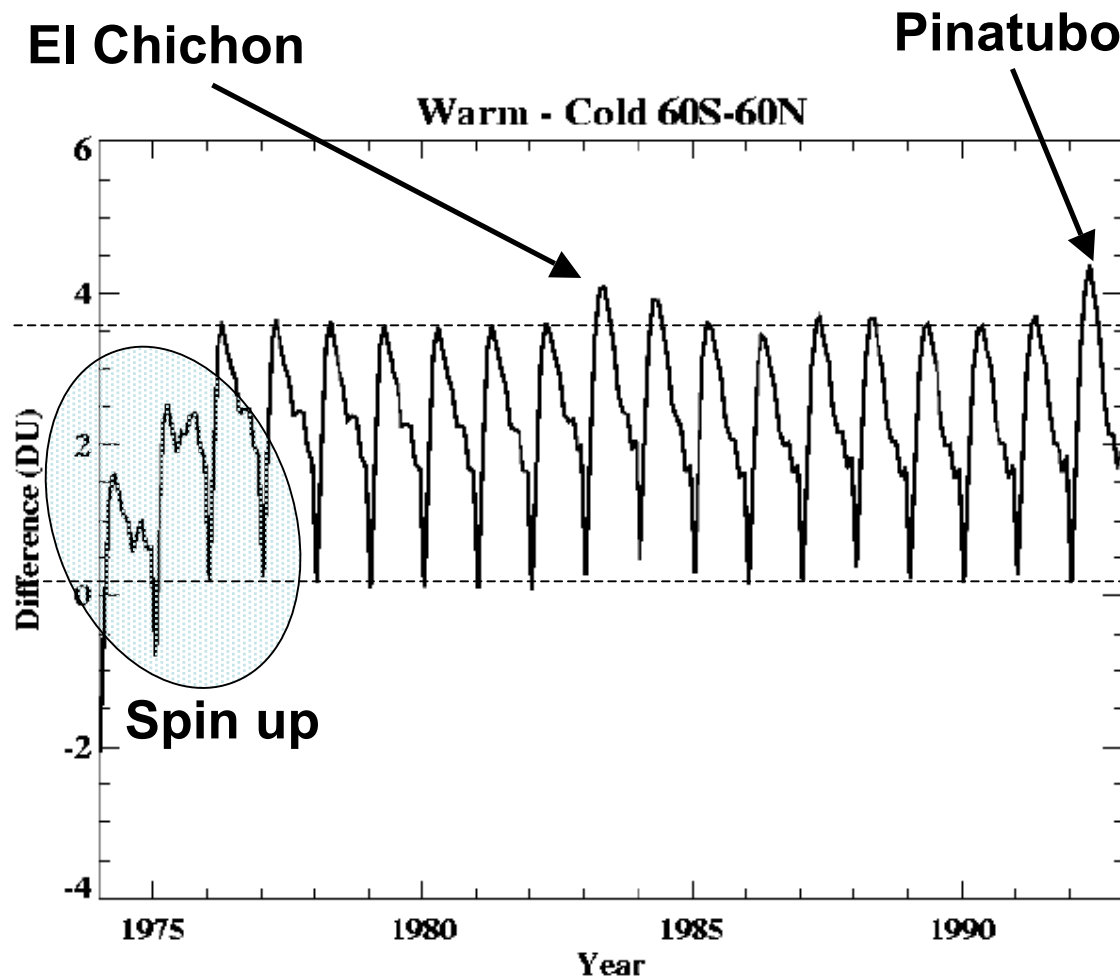 El Chichon
Pinatubo
Warm - Cold 60S-60N
6
4
2
0
-2
-4
Difference (DU)
Spin up
1975
1980
1985
1990
Year